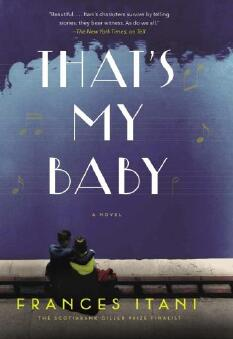 "Beautiful. . . . Itani's characters survive by telling
stories; they bear witness. As do we all."
—The New York Times, on Tell
THAT'S
MY
BABY
A NOVEL
FRANCES ITANI
THE SCOTIABANK GILLER PRIZE FINALIST